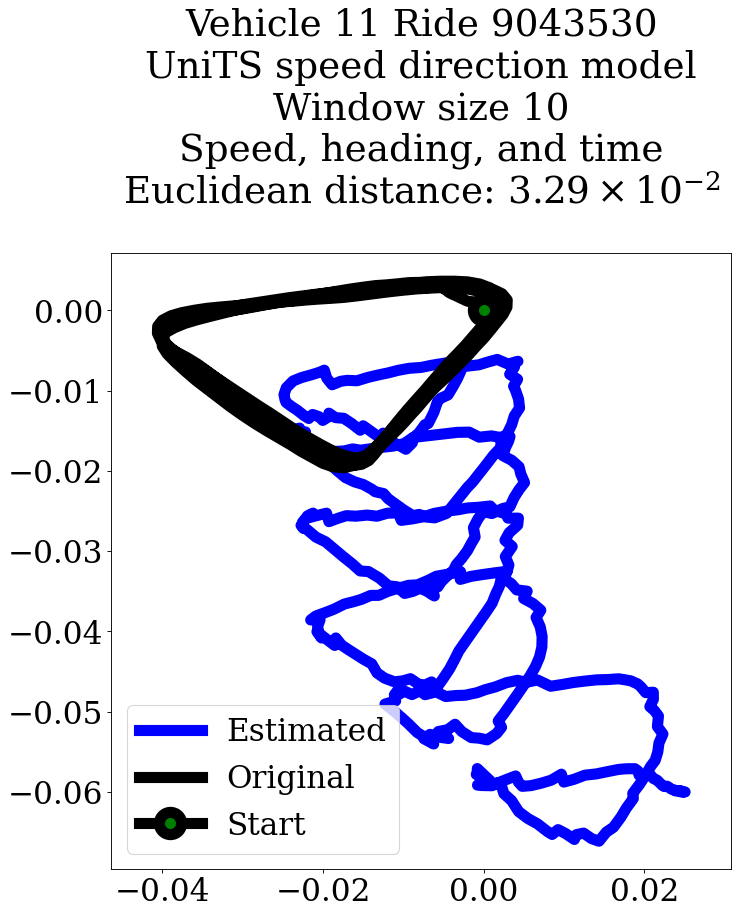 Vehicle 11 Ride 9043530
UniTS speed direction model
Window size 10
Speed, heading, and time
Euclidean distance: 3.29 × 10⁻²
0.00
−0.01
−0.02
−0.03
−0.04
−0.05
−0.06
Estimated
Original
Start
−0.04
−0.02
0.00
0.02